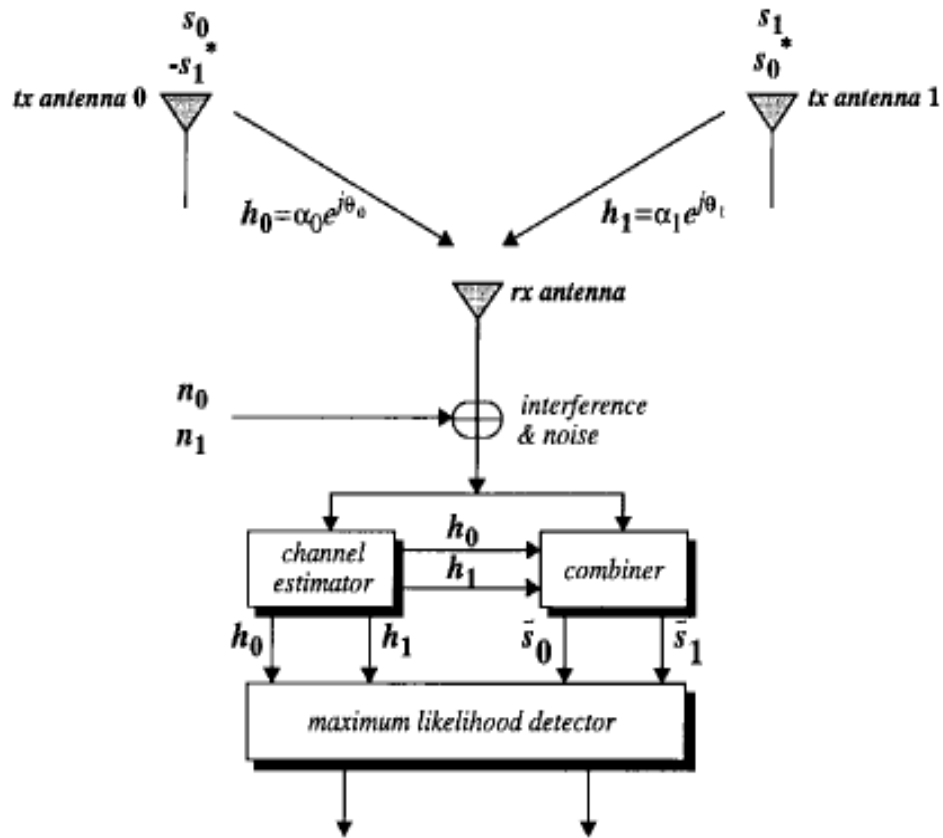 s₀ s₁
-s₁* s₀*
tx antenna 0 tx antenna 1
h₀=α₀e^jθ₀ h₁=α₁e^jθ₁
rx antenna
n₀ interference
n₁ & noise
channel estimator
h₀
h₁
combiner
h₀ h₁ s̄₀ s̄₁
maximum likelihood detector